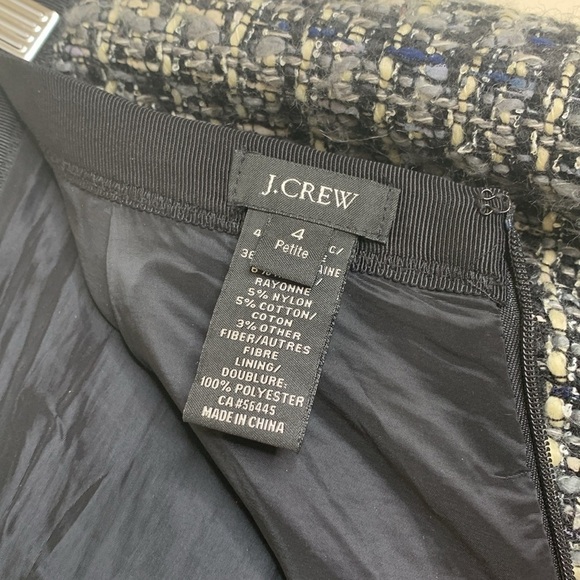 J.CREW
4
Petite
RAYONNE
5% NYLON
5% COTTON/
COTON
3% OTHER
FIBER/AUTRES
FIBRE
LINING/
DOUBLURE:
100% POLYESTER
CA#56445
MADE IN CHINA